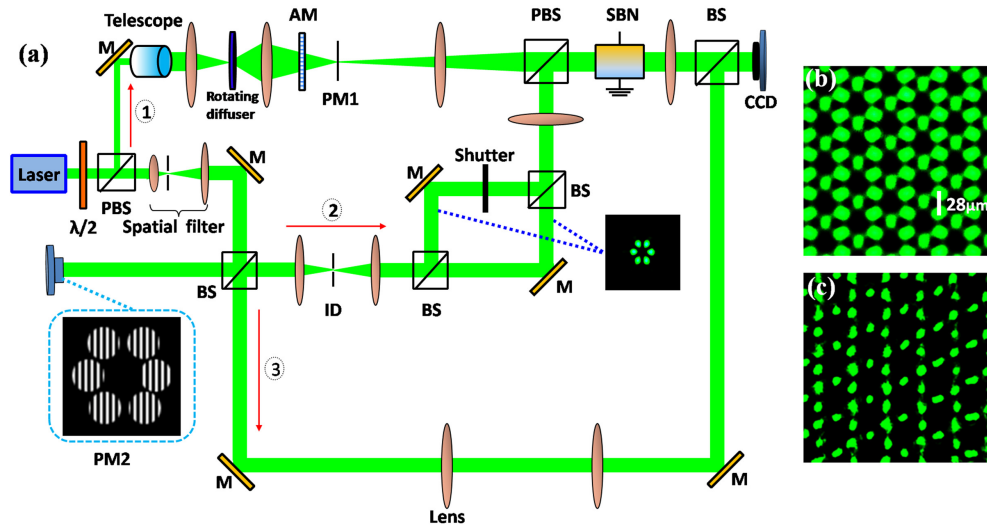 (a)
Telescope
AM
PBS
SBN
BS
M
PM1
Rotating
diffuser
CCD
(b)
28μm
1
Laser
λ/2
PBS
Spatial filter
M
M
Shutter
BS
2
BS
ID
BS
M
(c)
3
PM2
M
Lens
M